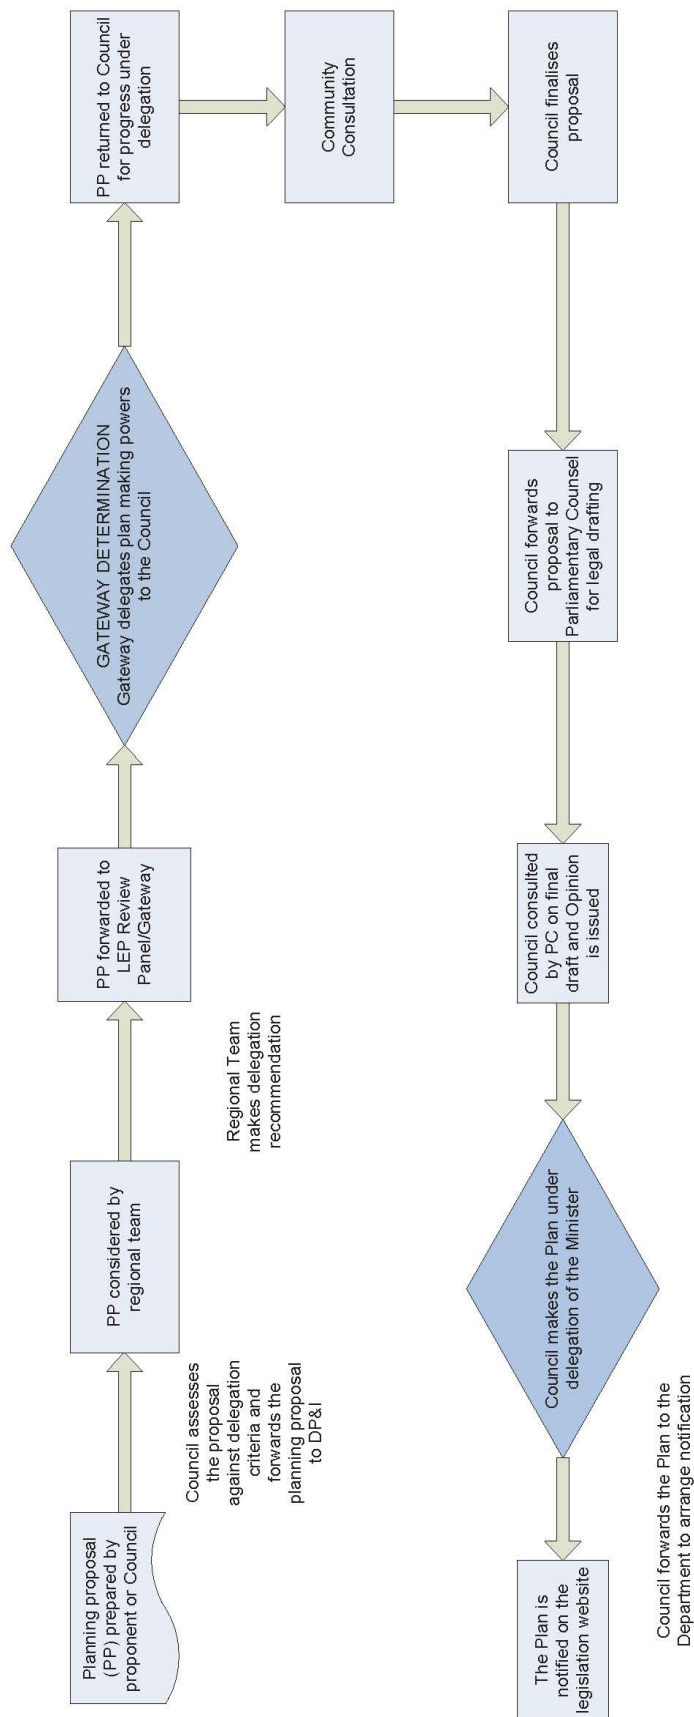 Planning proposal
(PP) prepared by
proponent or Council
Council assesses
the proposal
against delegation
criteria and
forwards the
planning proposal
to DP&I
PP considered by
regional team
Regional Team
makes delegation
recommendation
PP forwarded to
LEP Review
Panel/Gateway
GATEWAY DETERMINATION
Gateway delegates plan making powers
to the Council
PP returned to Council
for progress under
delegation
Community
Consultation
Council finalises
proposal
Council forwards
proposal to
Parliamentary Counsel
for legal drafting
Council consulted
by PC on final
draft and Opinion
is issued
Council makes the Plan under
delegation of the Minister
Council forwards the Plan to the
Department to arrange notification
The Plan is
notified on the
legislation website